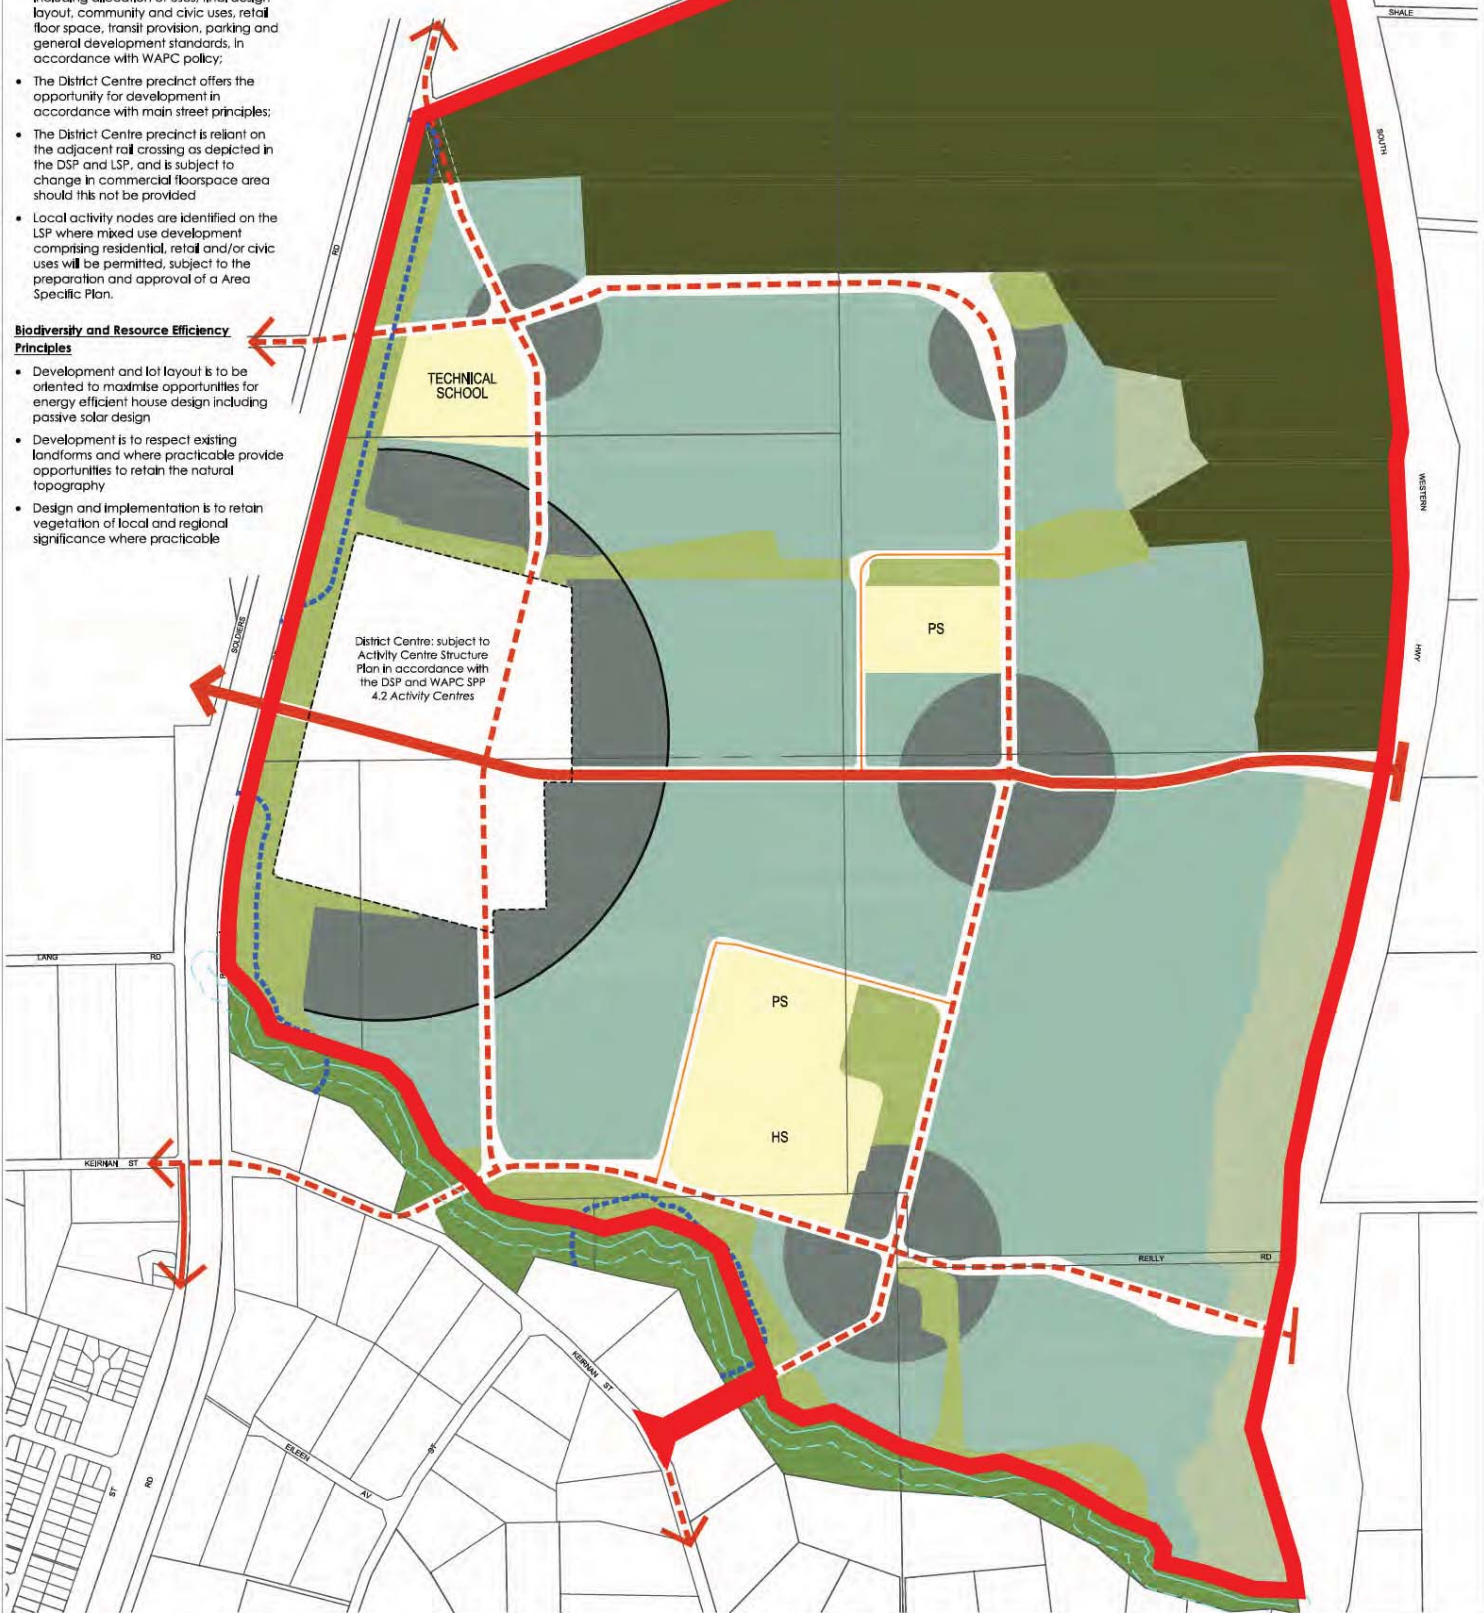 layout, community and civic uses, retail
floor space, transit provision, parking and
general development standards, in
accordance with WAPC policy;
• The District Centre precinct offers the
opportunity for development in
accordance with main street principles;
• The District Centre precinct is reliant on
the adjacent rail crossing as depicted in
the DSP and LSP, and is subject to
change in commercial floorspace area
should this not be provided
• Local activity nodes are identified on the
LSP where mixed use development
comprising residential, retail and/or civic
uses will be permitted, subject to the
preparation and approval of a Area
Specific Plan.
Biodiversity and Resource Efficiency
Principles
• Development and lot layout is to be
oriented to maximise opportunities for
energy efficient house design including
passive solar design
• Development is to respect existing
landforms and where practicable provide
opportunities to retain the natural
topography
• Design and implementation is to retain
vegetation of local and regional
significance where practicable
SHALE
SOUTH
WESTERN
HWY
RD
SOLDIERS
TECHNICAL
SCHOOL
PS
District Centre: subject to
Activity Centre Structure
Plan in accordance with
the DSP and WAPC SPP
4.2 Activity Centres
LANG RD
PS
HS
KEIRNAN ST
REILLY RD
KEIRNAN ST
EILEEN AV
ST
ST
RD